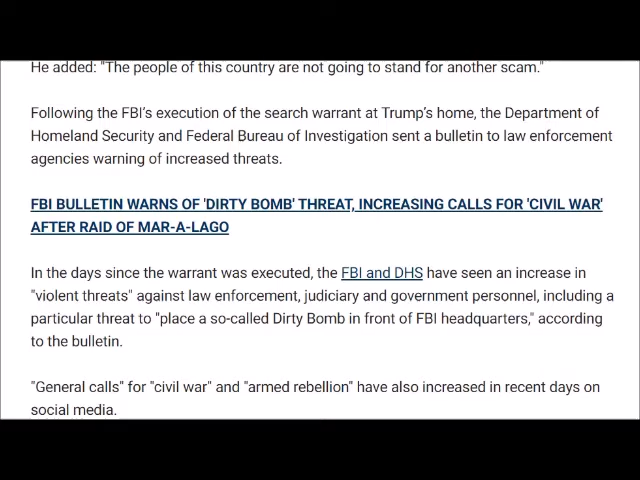 He added: "The people of this country are not going to stand for another scam."
Following the FBI's execution of the search warrant at Trump's home, the Department of
Homeland Security and Federal Bureau of Investigation sent a bulletin to law enforcement
agencies warning of increased threats.
FBI BULLETIN WARNS OF 'DIRTY BOMB' THREAT, INCREASING CALLS FOR 'CIVIL WAR'
AFTER RAID OF MAR-A-LAGO
In the days since the warrant was executed, the FBI and DHS have seen an increase in
"violent threats" against law enforcement, judiciary and government personnel, including a
particular threat to "place a so-called Dirty Bomb in front of FBI headquarters," according
to the bulletin.
"General calls" for "civil war" and "armed rebellion" have also increased in recent days on
social media.